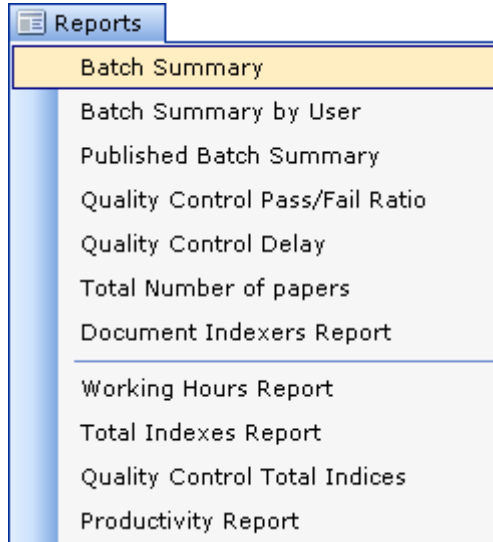 Reports
Batch Summary
Batch Summary by User
Published Batch Summary
Quality Control Pass/Fail Ratio
Quality Control Delay
Total Number of papers
Document Indexers Report
Working Hours Report
Total Indexes Report
Quality Control Total Indices
Productivity Report